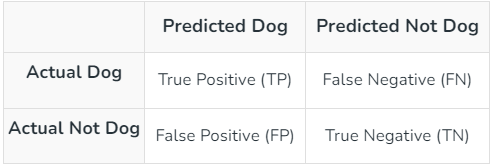 Predicted Dog Predicted Not Dog
Actual Dog True Positive (TP) False Negative (FN)
Actual Not Dog False Positive (FP) True Negative (TN)